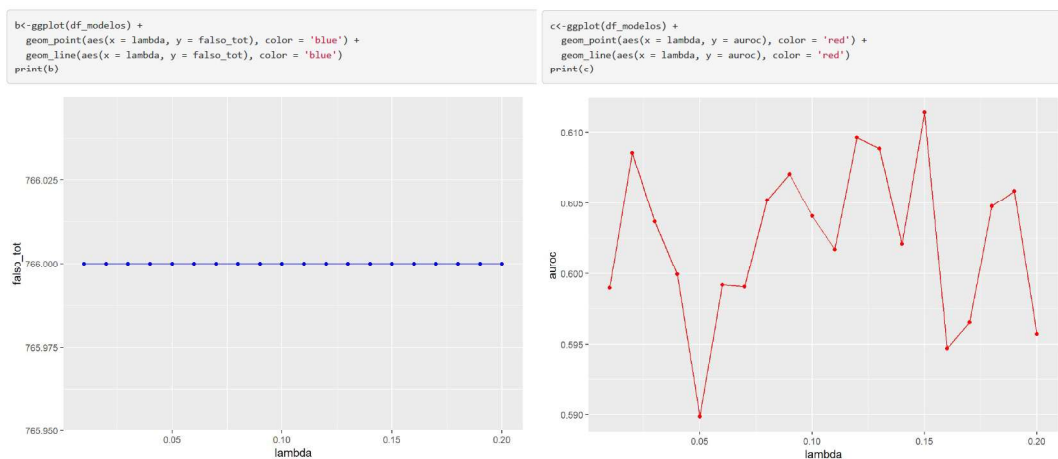 b<-ggplot(df_modelos) +
geom_point(aes(x = lambda, y = falso_tot), color = 'blue') +
geom_line(aes(x = lambda, y = falso_tot), color = 'blue')
print(b)
766.025
766.000
765.975
765.950
falso_tot
0.05 0.10 0.15 0.20
lambda
c<-ggplot(df_modelos) +
geom_point(aes(x = lambda, y = auroc), color = 'red') +
geom_line(aes(x = lambda, y = auroc), color = 'red')
print(c)
0.610
0.605
0.600
0.595
0.590
auroc
0.05 0.10 0.15 0.20
lambda